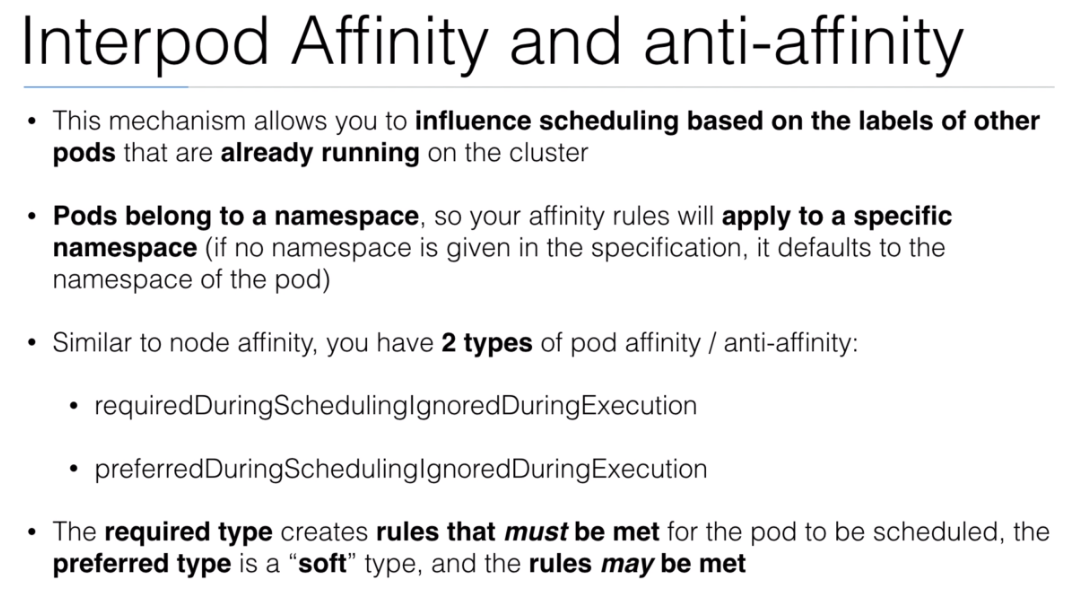 Interpod Affinity and anti-affinity
• This mechanism allows you to influence scheduling based on the labels of other
pods that are already running on the cluster
• Pods belong to a namespace, so your affinity rules will apply to a specific
namespace (if no namespace is given in the specification, it defaults to the
namespace of the pod)
• Similar to node affinity, you have 2 types of pod affinity / anti-affinity:
• requiredDuringSchedulingIgnoredDuringExecution
• preferredDuringSchedulingIgnoredDuringExecution
• The required type creates rules that must be met for the pod to be scheduled, the
preferred type is a “soft” type, and the rules may be met